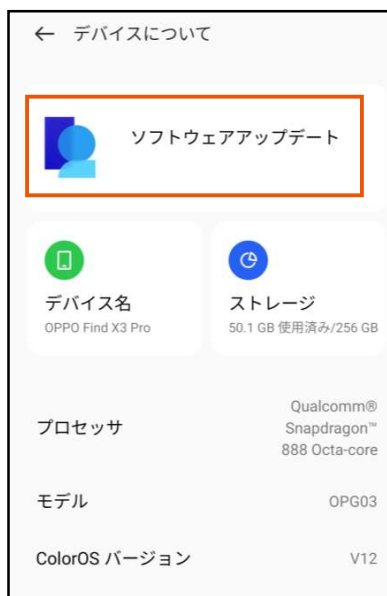 ← デバイスについて
ソフトウェアアップデート
デバイス名
OPPO Find X3 Pro
ストレージ
50.1 GB 使用済み/256 GB
プロセッサ
Qualcomm®
Snapdragon™
888 Octa-core
モデル
OPG03
ColorOS バージョン
V12